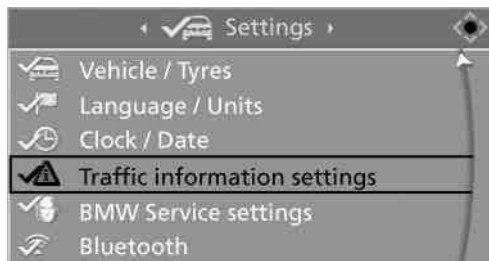 Settings
Vehicle / Tyres
Language / Units
Clock / Date
Traffic information settings
BMW Service settings
Bluetooth